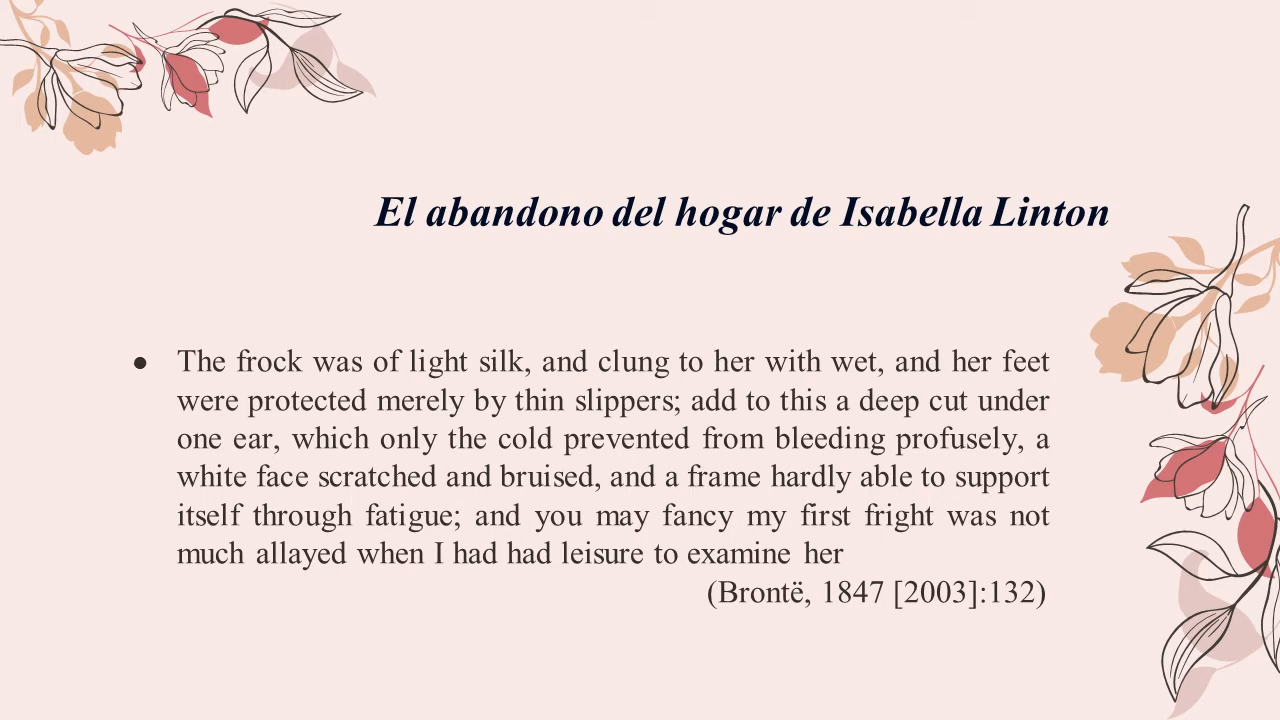 El abandono del hogar de Isabella Linton
● The frock was of light silk, and clung to her with wet, and her feet
were protected merely by thin slippers; add to this a deep cut under
one ear, which only the cold prevented from bleeding profusely, a
white face scratched and bruised, and a frame hardly able to support
itself through fatigue; and you may fancy my first fright was not
much allayed when I had had leisure to examine her
(Brontë, 1847 [2003]:132)